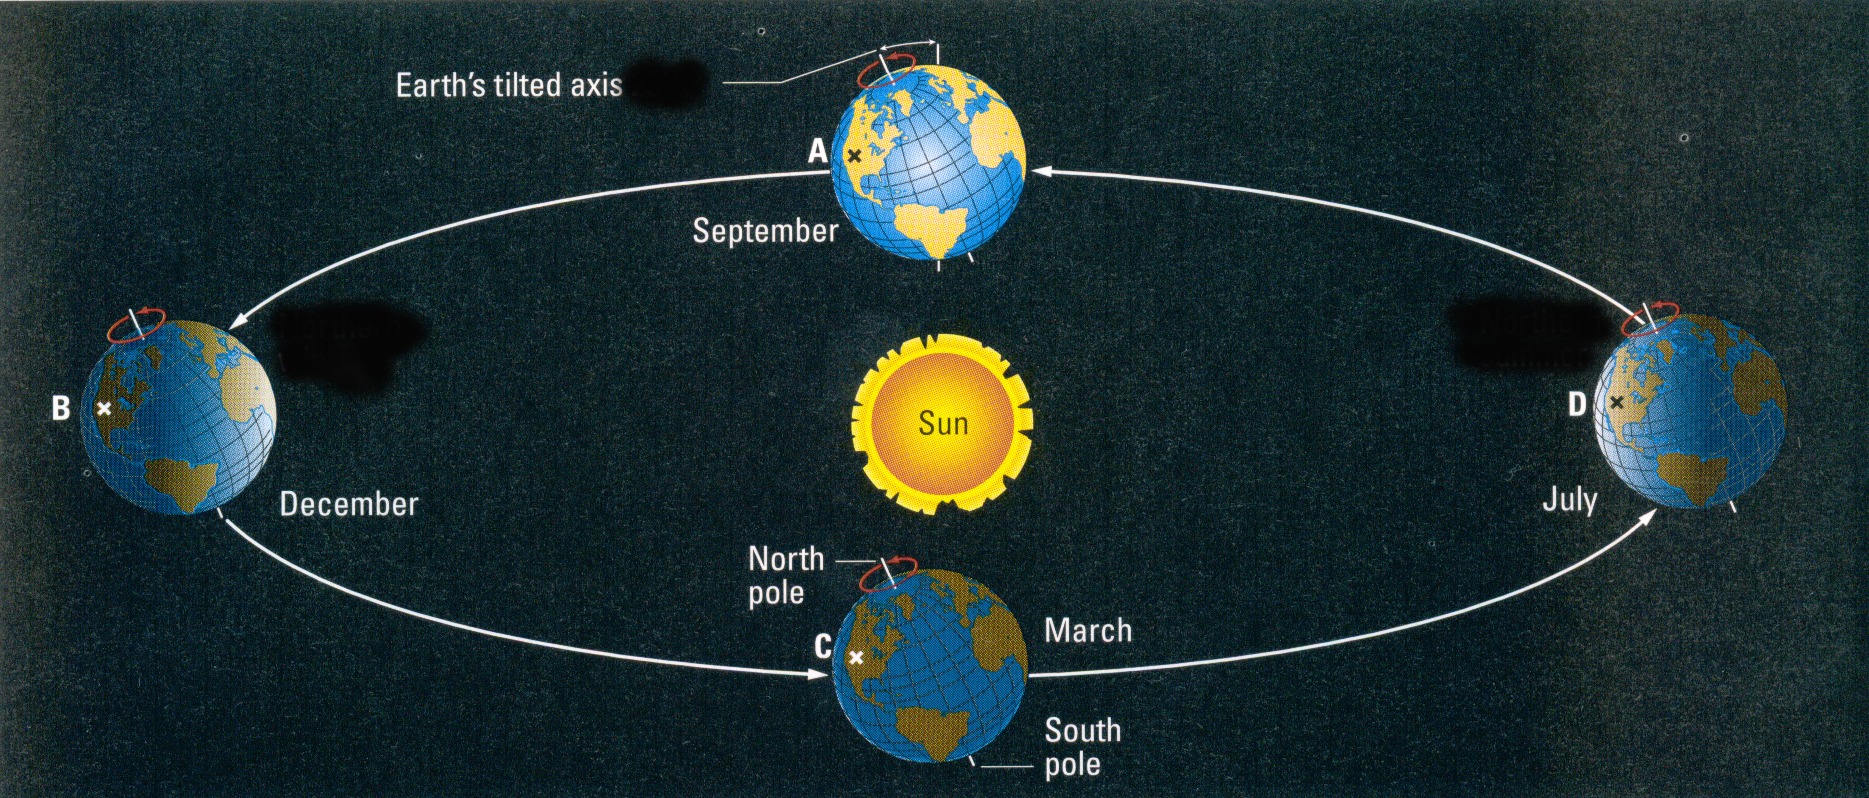 Earth's tilted axis
A
September
B
December
Sun
D
July
North
pole
C
March
South
pole